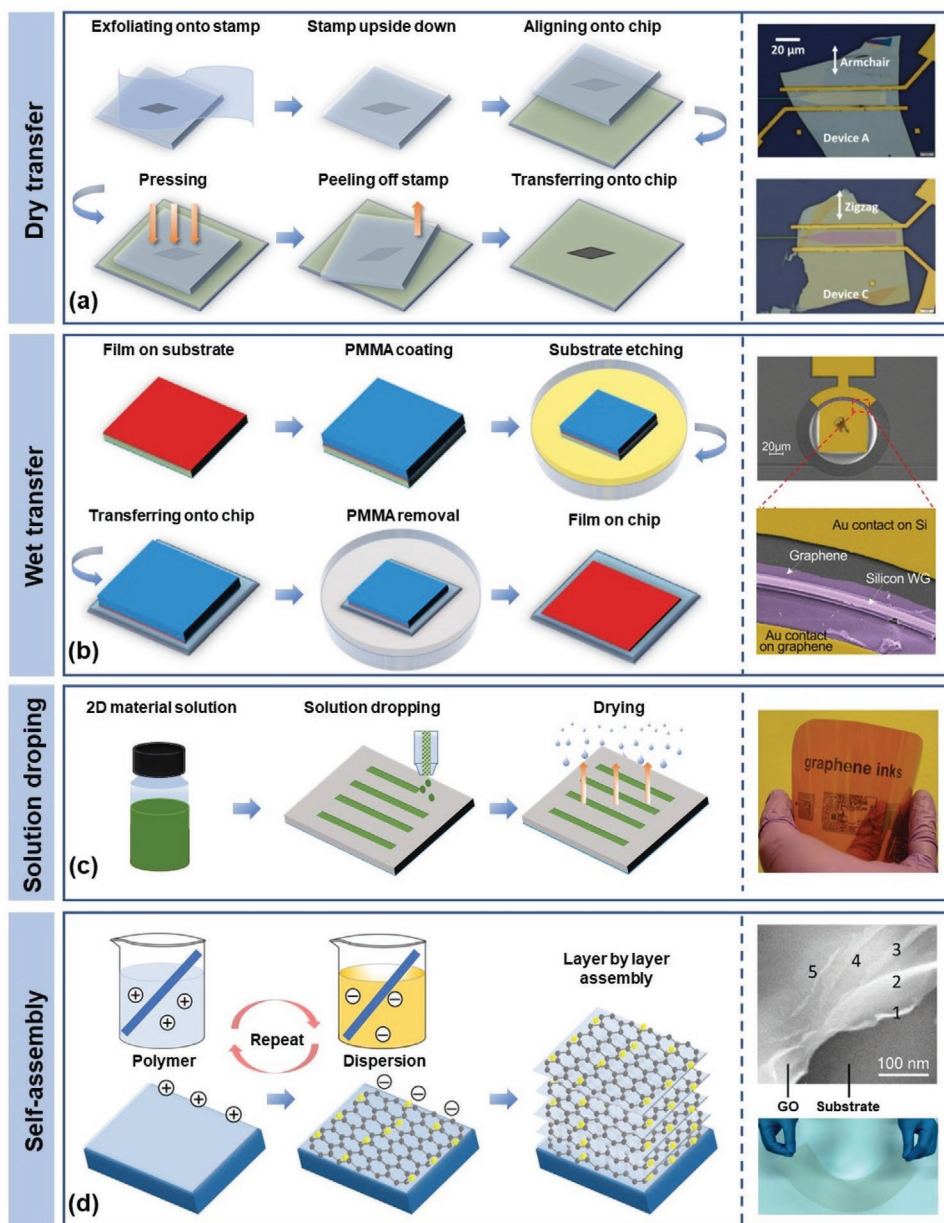 Dry transfer
Exfoliating onto stamp
Stamp upside down
Aligning onto chip
Pressing
Peeling off stamp
Transferring onto chip
(a)
20 μm
Armchair
Device A
Zigzag
Device C
Wet transfer
Film on substrate
PMMA coating
Substrate etching
Transferring onto chip
PMMA removal
Film on chip
(b)
20μm
Au contact on Si
Graphene
Silicon WG
Au contact
on graphene
Solution droping
2D material solution
Solution dropping
Drying
(c)
graphene inks
Self-assembly
+
+
+
Polymer
Repeat
−
−
−
Dispersion
Layer by layer
assembly
+
+
+
−
−
−
(d)
5
4
3
2
1
100 nm
GO
Substrate